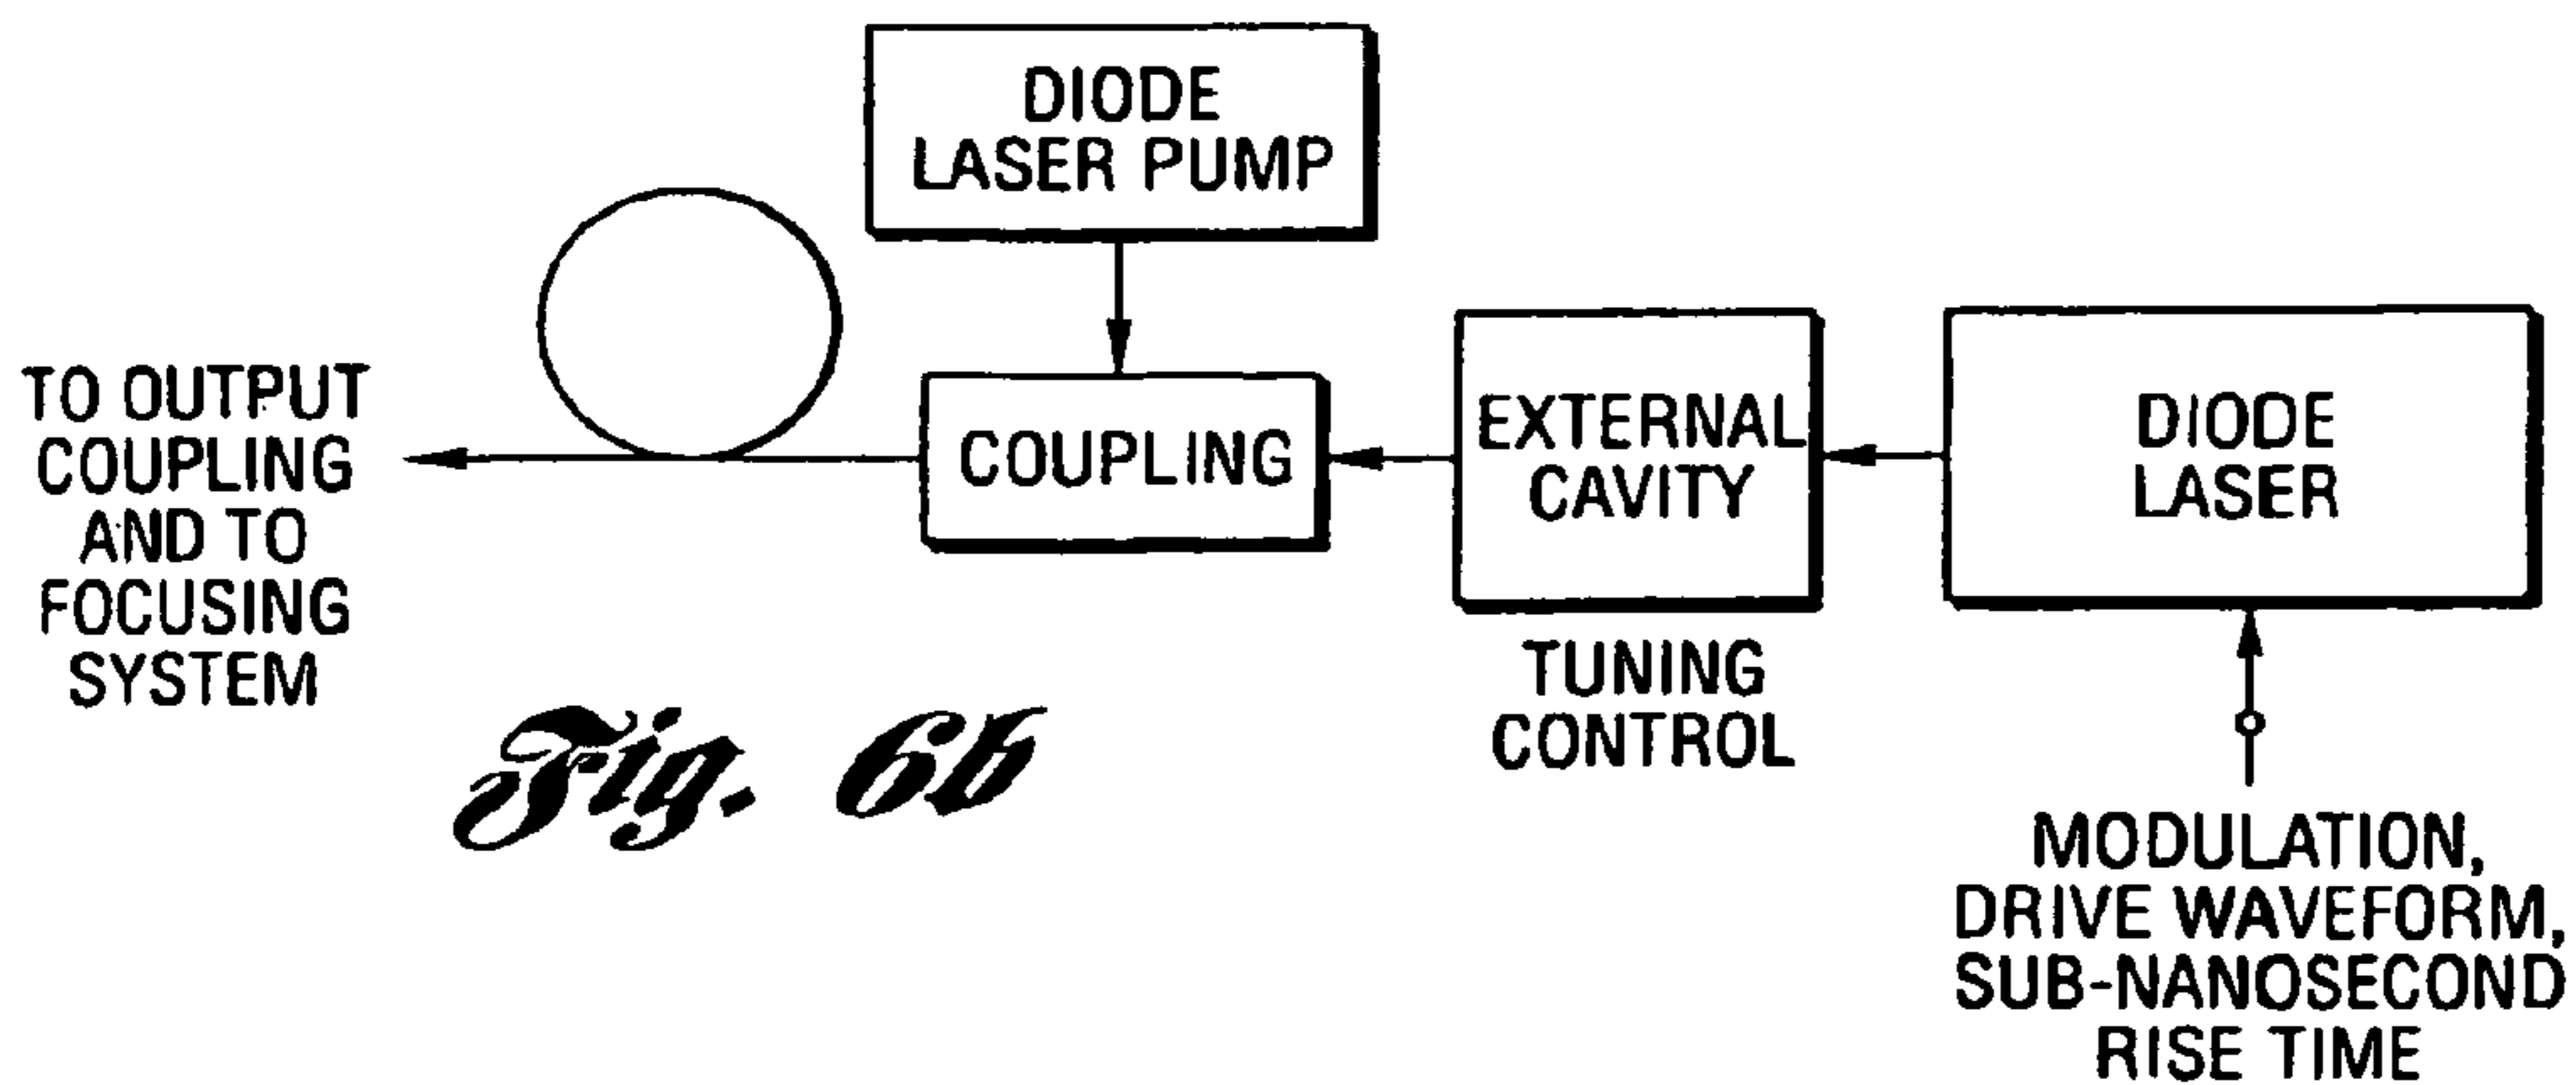 DIODE
LASER PUMP
TO OUTPUT
COUPLING
AND TO
FOCUSING
SYSTEM
COUPLING
EXTERNAL
CAVITY
TUNING
CONTROL
DIODE
LASER
MODULATION,
DRIVE WAVEFORM,
SUB-NANOSECOND
RISE TIME
Fig. 6b